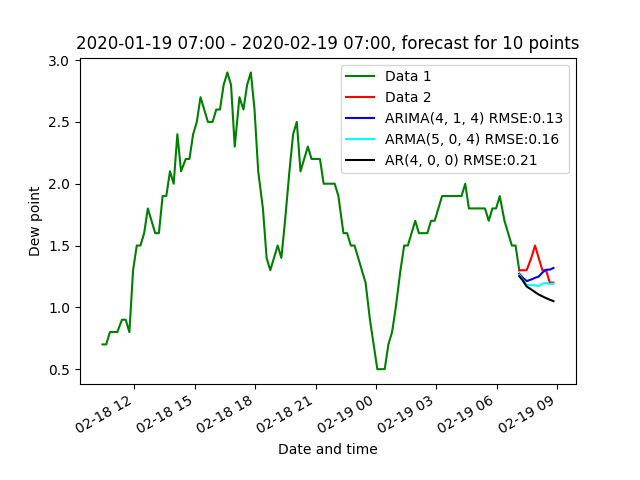 2020-01-19 07:00 - 2020-02-19 07:00, forecast for 10 points
Data 1
Data 2
ARIMA(4, 1, 4) RMSE:0.13
ARMA(5, 0, 4) RMSE:0.16
AR(4, 0, 0) RMSE:0.21
Dew point
3.0
2.5
2.0
1.5
1.0
0.5
02-18 12
02-18 15
02-18 18
02-18 21
02-19 00
02-19 03
02-19 06
02-19 09
Date and time